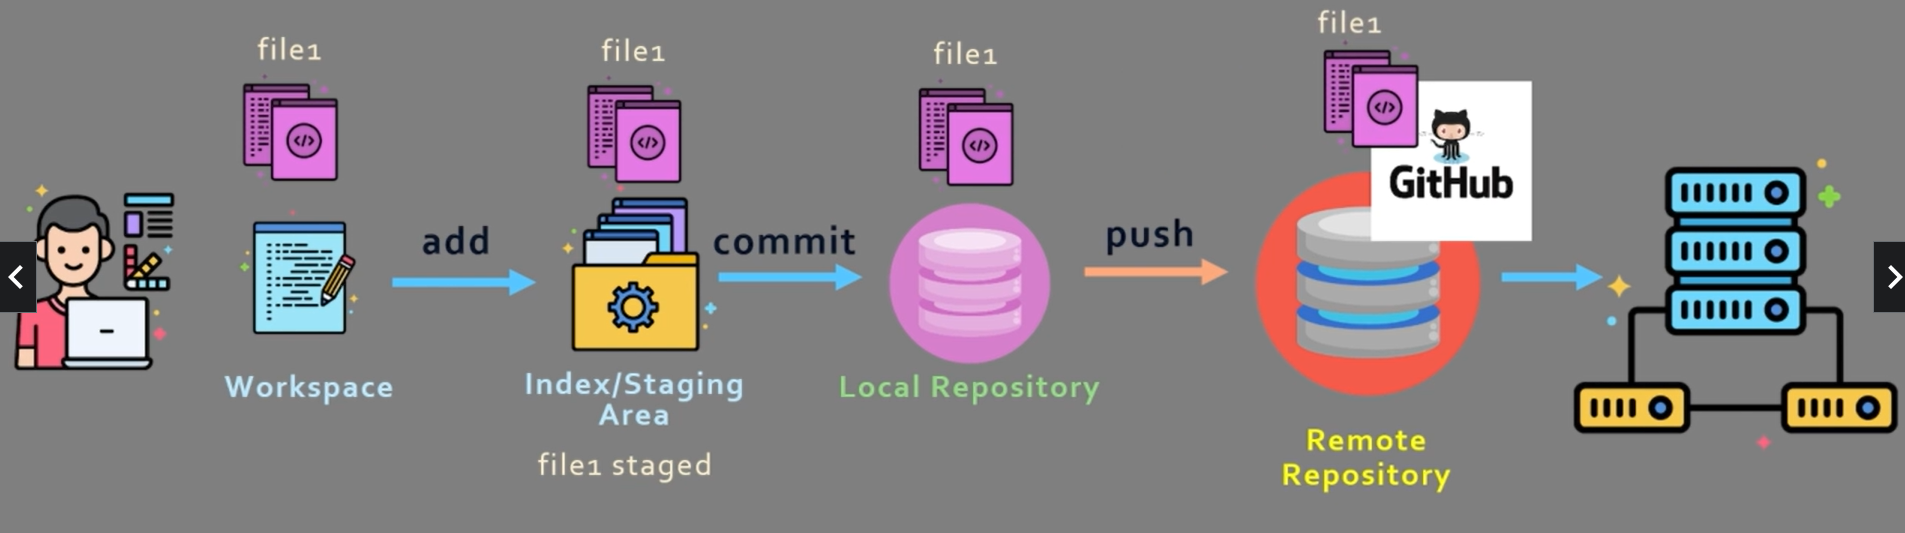 file1
file1
file1
file1
GitHub
add
commit
push
Workspace
Index/Staging
Area
Local Repository
file1 staged
Remote
Repository